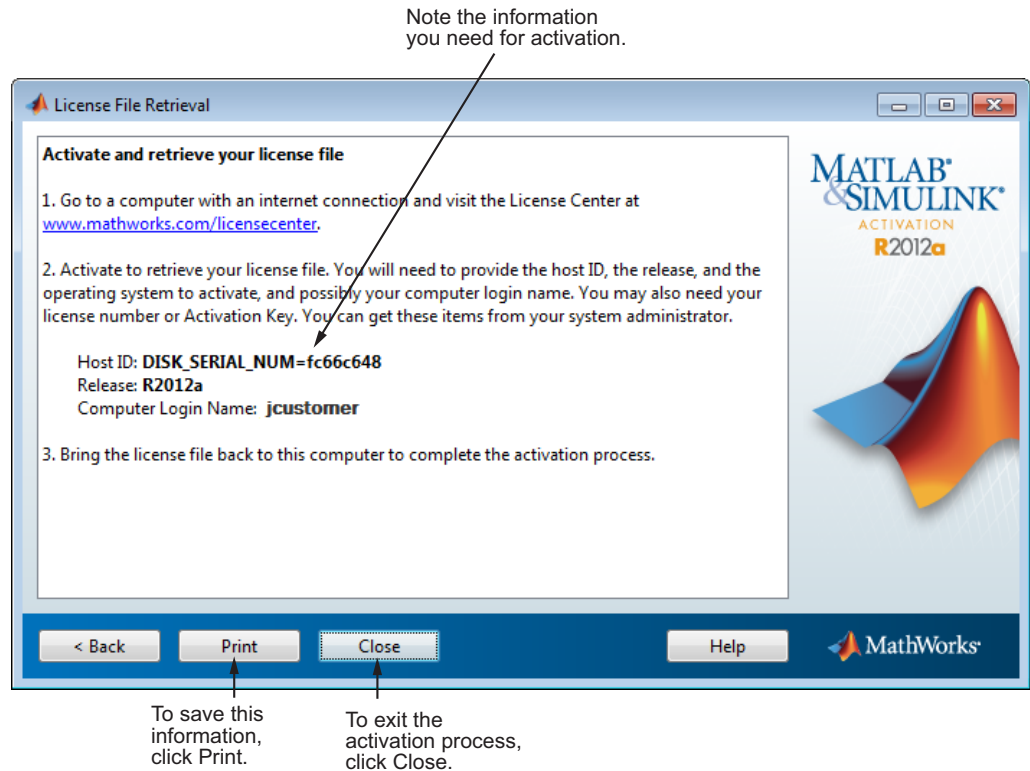 Note the information
you need for activation.
License File Retrieval
Activate and retrieve your license file
1. Go to a computer with an internet connection and visit the License Center at
www.mathworks.com/licensecenter.
2. Activate to retrieve your license file. You will need to provide the host ID, the release, and the
operating system to activate, and possibly your computer login name. You may also need your
license number or Activation Key. You can get these items from your system administrator.
Host ID: DISK_SERIAL_NUM=fc66c648
Release: R2012a
Computer Login Name: jcustomer
3. Bring the license file back to this computer to complete the activation process.
MATLAB®
&SIMULINK®
ACTIVATION
R2012a
< Back
Print
Close
Help
MathWorks®
To save this
information,
click Print.
To exit the
activation process,
click Close.